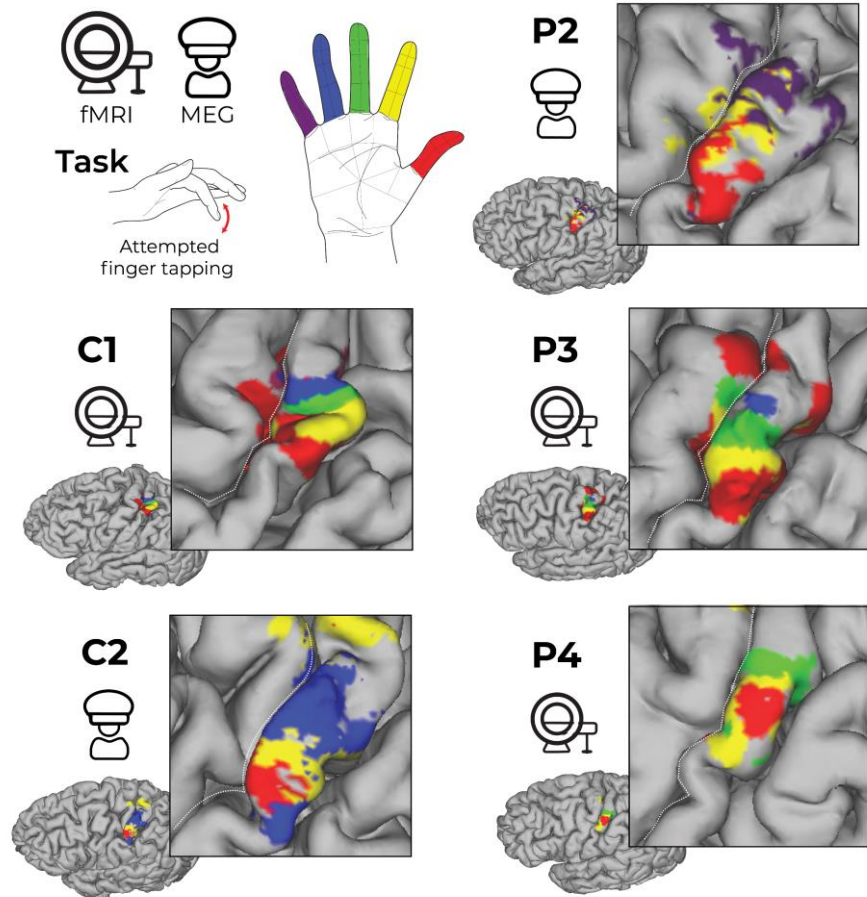 fMRI
MEG
Task
Attempted
finger tapping
P2
C1
P3
C2
P4